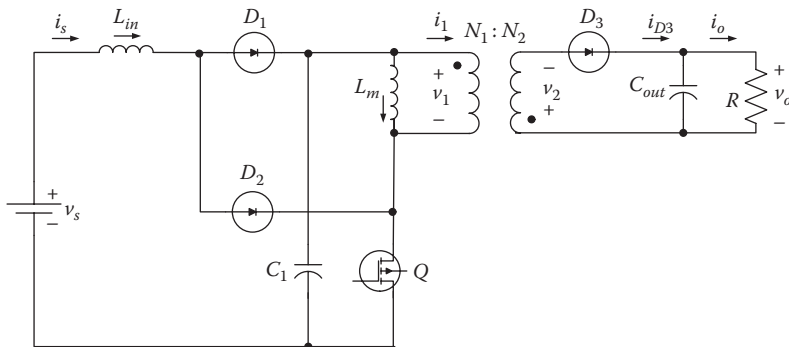 i_s
L_in
D_1
i_1
N_1 : N_2
D_3
i_D3
i_o
L_m
+
v_1
−
−
v_2
+
C_out
R
+
v_o
−
D_2
+
v_s
−
C_1
Q